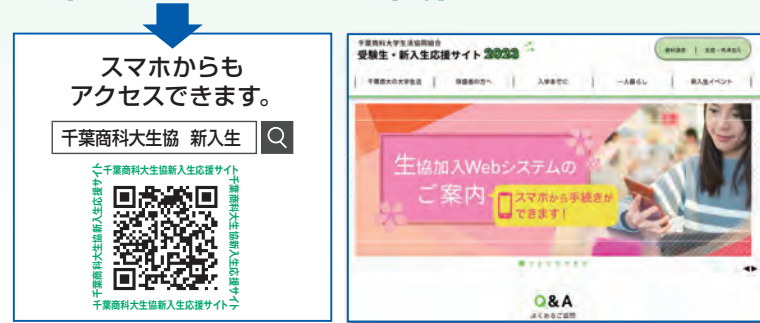 スマホからも
アクセスできます。
千葉商科大生協 新入生
千葉商科大生協新入生応援サイト
千葉商科大生協新入生応援サイト
千葉商科大生協新入生応援サイト
千葉商科大生協新入生応援サイト
千葉商科大学生活協同組合
受験生・新入生応援サイト 2023
千葉商大の大学生活
保護者の方へ
入学までに
一人暮らし
新入生イベント
生協加入Webシステムの
ご案内
スマホから手続きが
できます！
Q&A
よくあるご質問